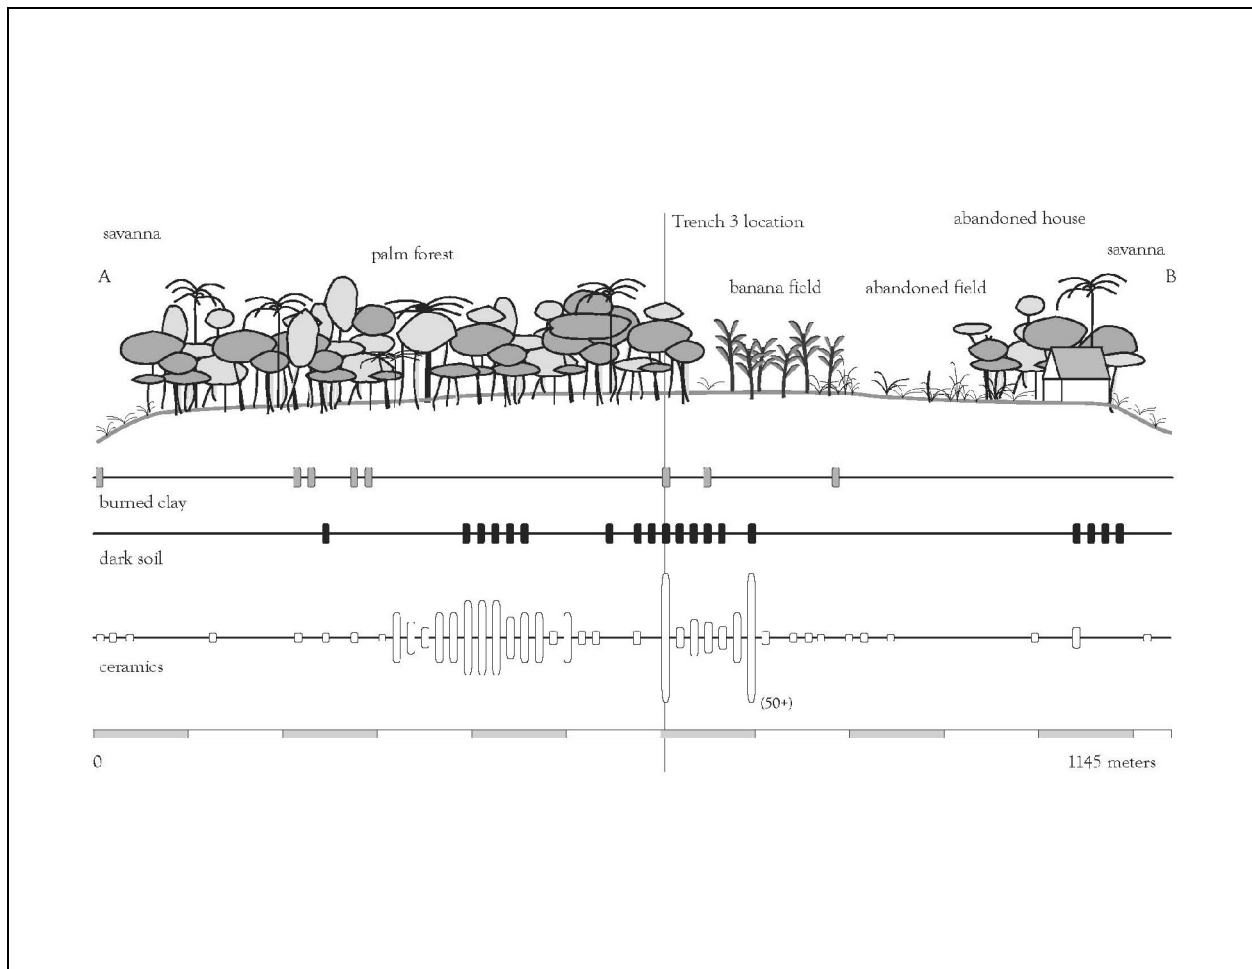 Trench 3 location
abandoned house
savanna
palm forest
savanna
A
B
banana field
abandoned field
burned clay
dark soil
ceramics
(50+)
0
1145 meters